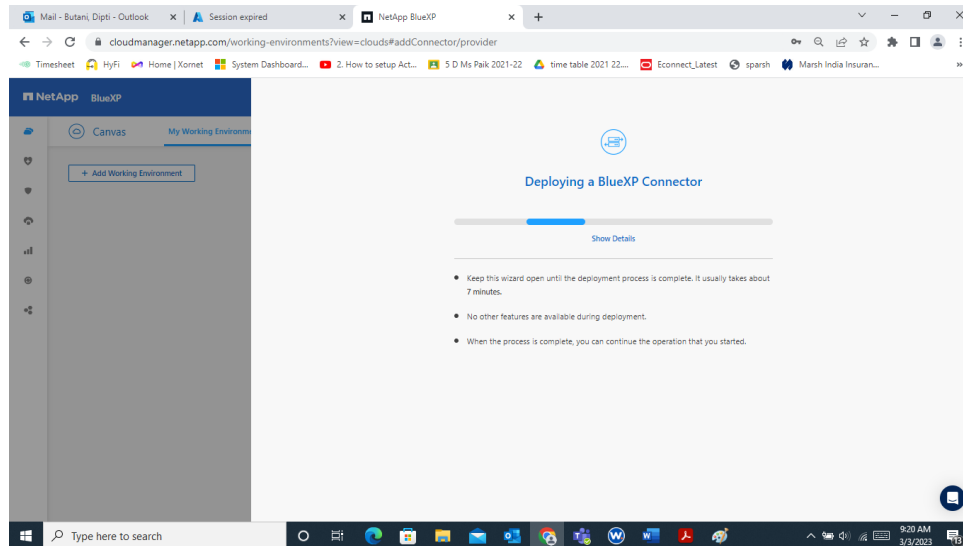 Mail - Butani, Dipti - Outlook
Session expired
NetApp BlueXP
cloudmanager.netapp.com/working-environments?view=clouds#addConnector/provider
Timesheet
HyFi
Home | Xornet
System Dashboard...
2. How to setup Act...
5 D Ms Paik 2021-22
time table 2021 22....
Econnect_Latest
sparsh
Marsh India Insuran...
NetApp BlueXP
Canvas
My Working Environme
+ Add Working Environment
Deploying a BlueXP Connector
Show Details
Keep this wizard open until the deployment process is complete. It usually takes about
7 minutes.
No other features are available during deployment.
When the process is complete, you can continue the operation that you started.
Type here to search
9:20 AM
3/3/2023
13